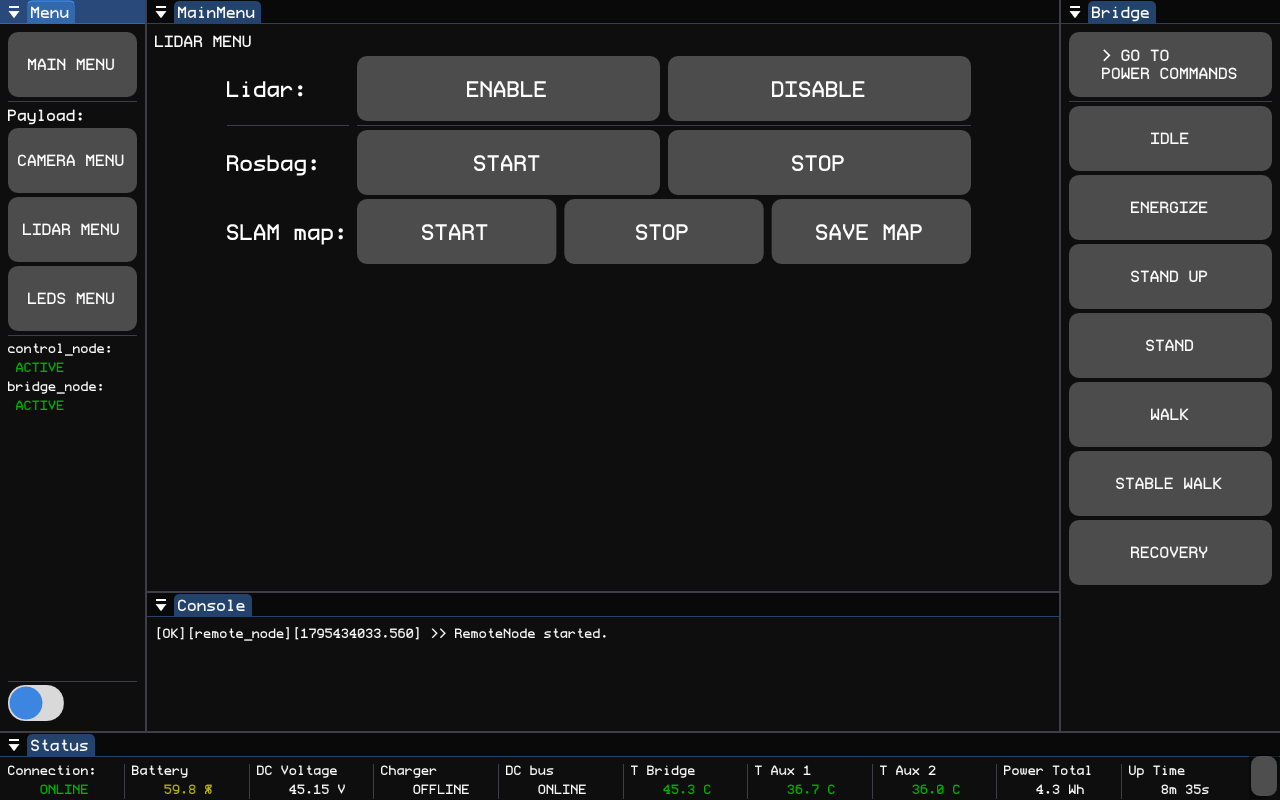 Menu
MAIN MENU
Payload:
CAMERA MENU
LIDAR MENU
LEDS MENU
control_node:
ACTIVE
bridge_node:
ACTIVE
MainMenu
LIDAR MENU
Lidar: ENABLE DISABLE
Rosbag: START STOP
SLAM map: START STOP SAVE MAP
Console
[OK][remote_node][1795434033.560] >> RemoteNode started.
Bridge
> GO TO
POWER COMMANDS
IDLE
ENERGIZE
STAND UP
STAND
WALK
STABLE WALK
RECOVERY
Status
Connection: Battery DC Voltage Charger DC bus T Bridge T Aux 1 T Aux 2 Power Total Up Time
ONLINE 59.8 % 45.15 V OFFLINE ONLINE 45.3 C 36.7 C 36.0 C 4.3 Wh 8m 35s